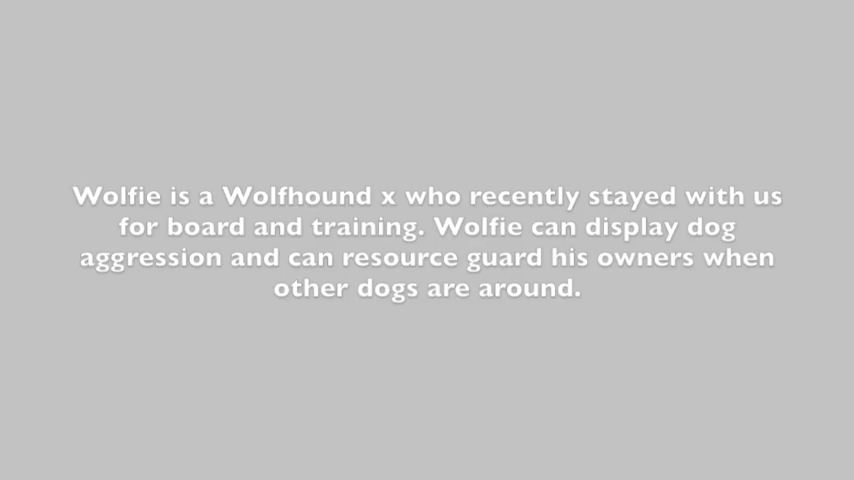 Wolfie is a Wolfhound x who recently stayed with us
for board and training. Wolfie can display dog
aggression and can resource guard his owners when
other dogs are around.